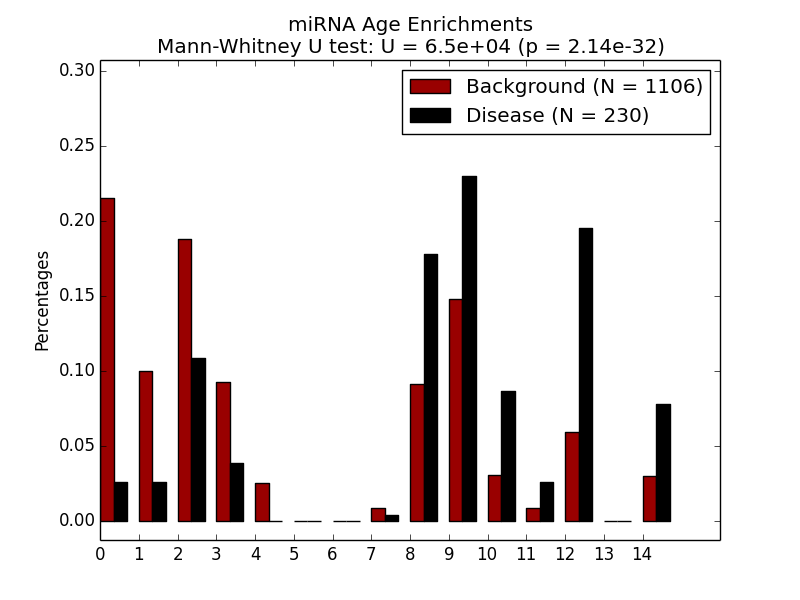 miRNA Age Enrichments
Mann-Whitney U test: U = 6.5e+04 (p = 2.14e-32)
Background (N = 1106)
Disease (N = 230)
Percentages
0.30
0.25
0.20
0.15
0.10
0.05
0.00
0 1 2 3 4 5 6 7 8 9 10 11 12 13 14